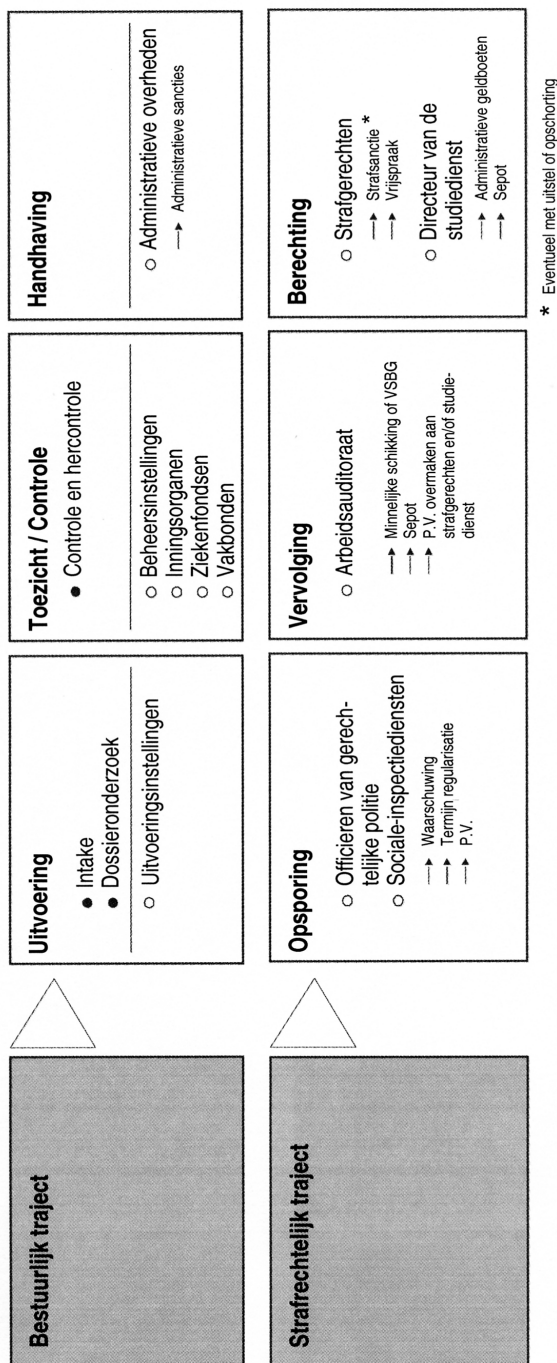 Bestuurlijk traject
Uitvoering
● Intake
● Dossieronderzoek
○ Uitvoeringsinstellingen
Toezicht / Controle
● Controle en hercontrole
○ Beheersinstellingen
○ Inningsorganen
○ Ziekenfondsen
○ Vakbonden
Handhaving
○ Administratieve overheden
→ Administratieve sancties
Strafrechtelijk traject
Opsporing
○ Officieren van gerech-
telijke politie
○ Sociale-inspectiediensten
→ Waarschuwing
→ Termijn regularisatie
→ P.V.
Vervolging
○ Arbeidsauditoraat
→ Minnelijke schikking of VSBG
→ Sepot
→ P.V. overmaken aan
strafgerechten en/of studie-
dienst
Berechting
○ Strafgerechten
→ Strafsanctie *
→ Vrijspraak
○ Directeur van de
studiedienst
→ Administratieve geldboeten
→ Sepot
* Eventueel met uitstel of opschorting